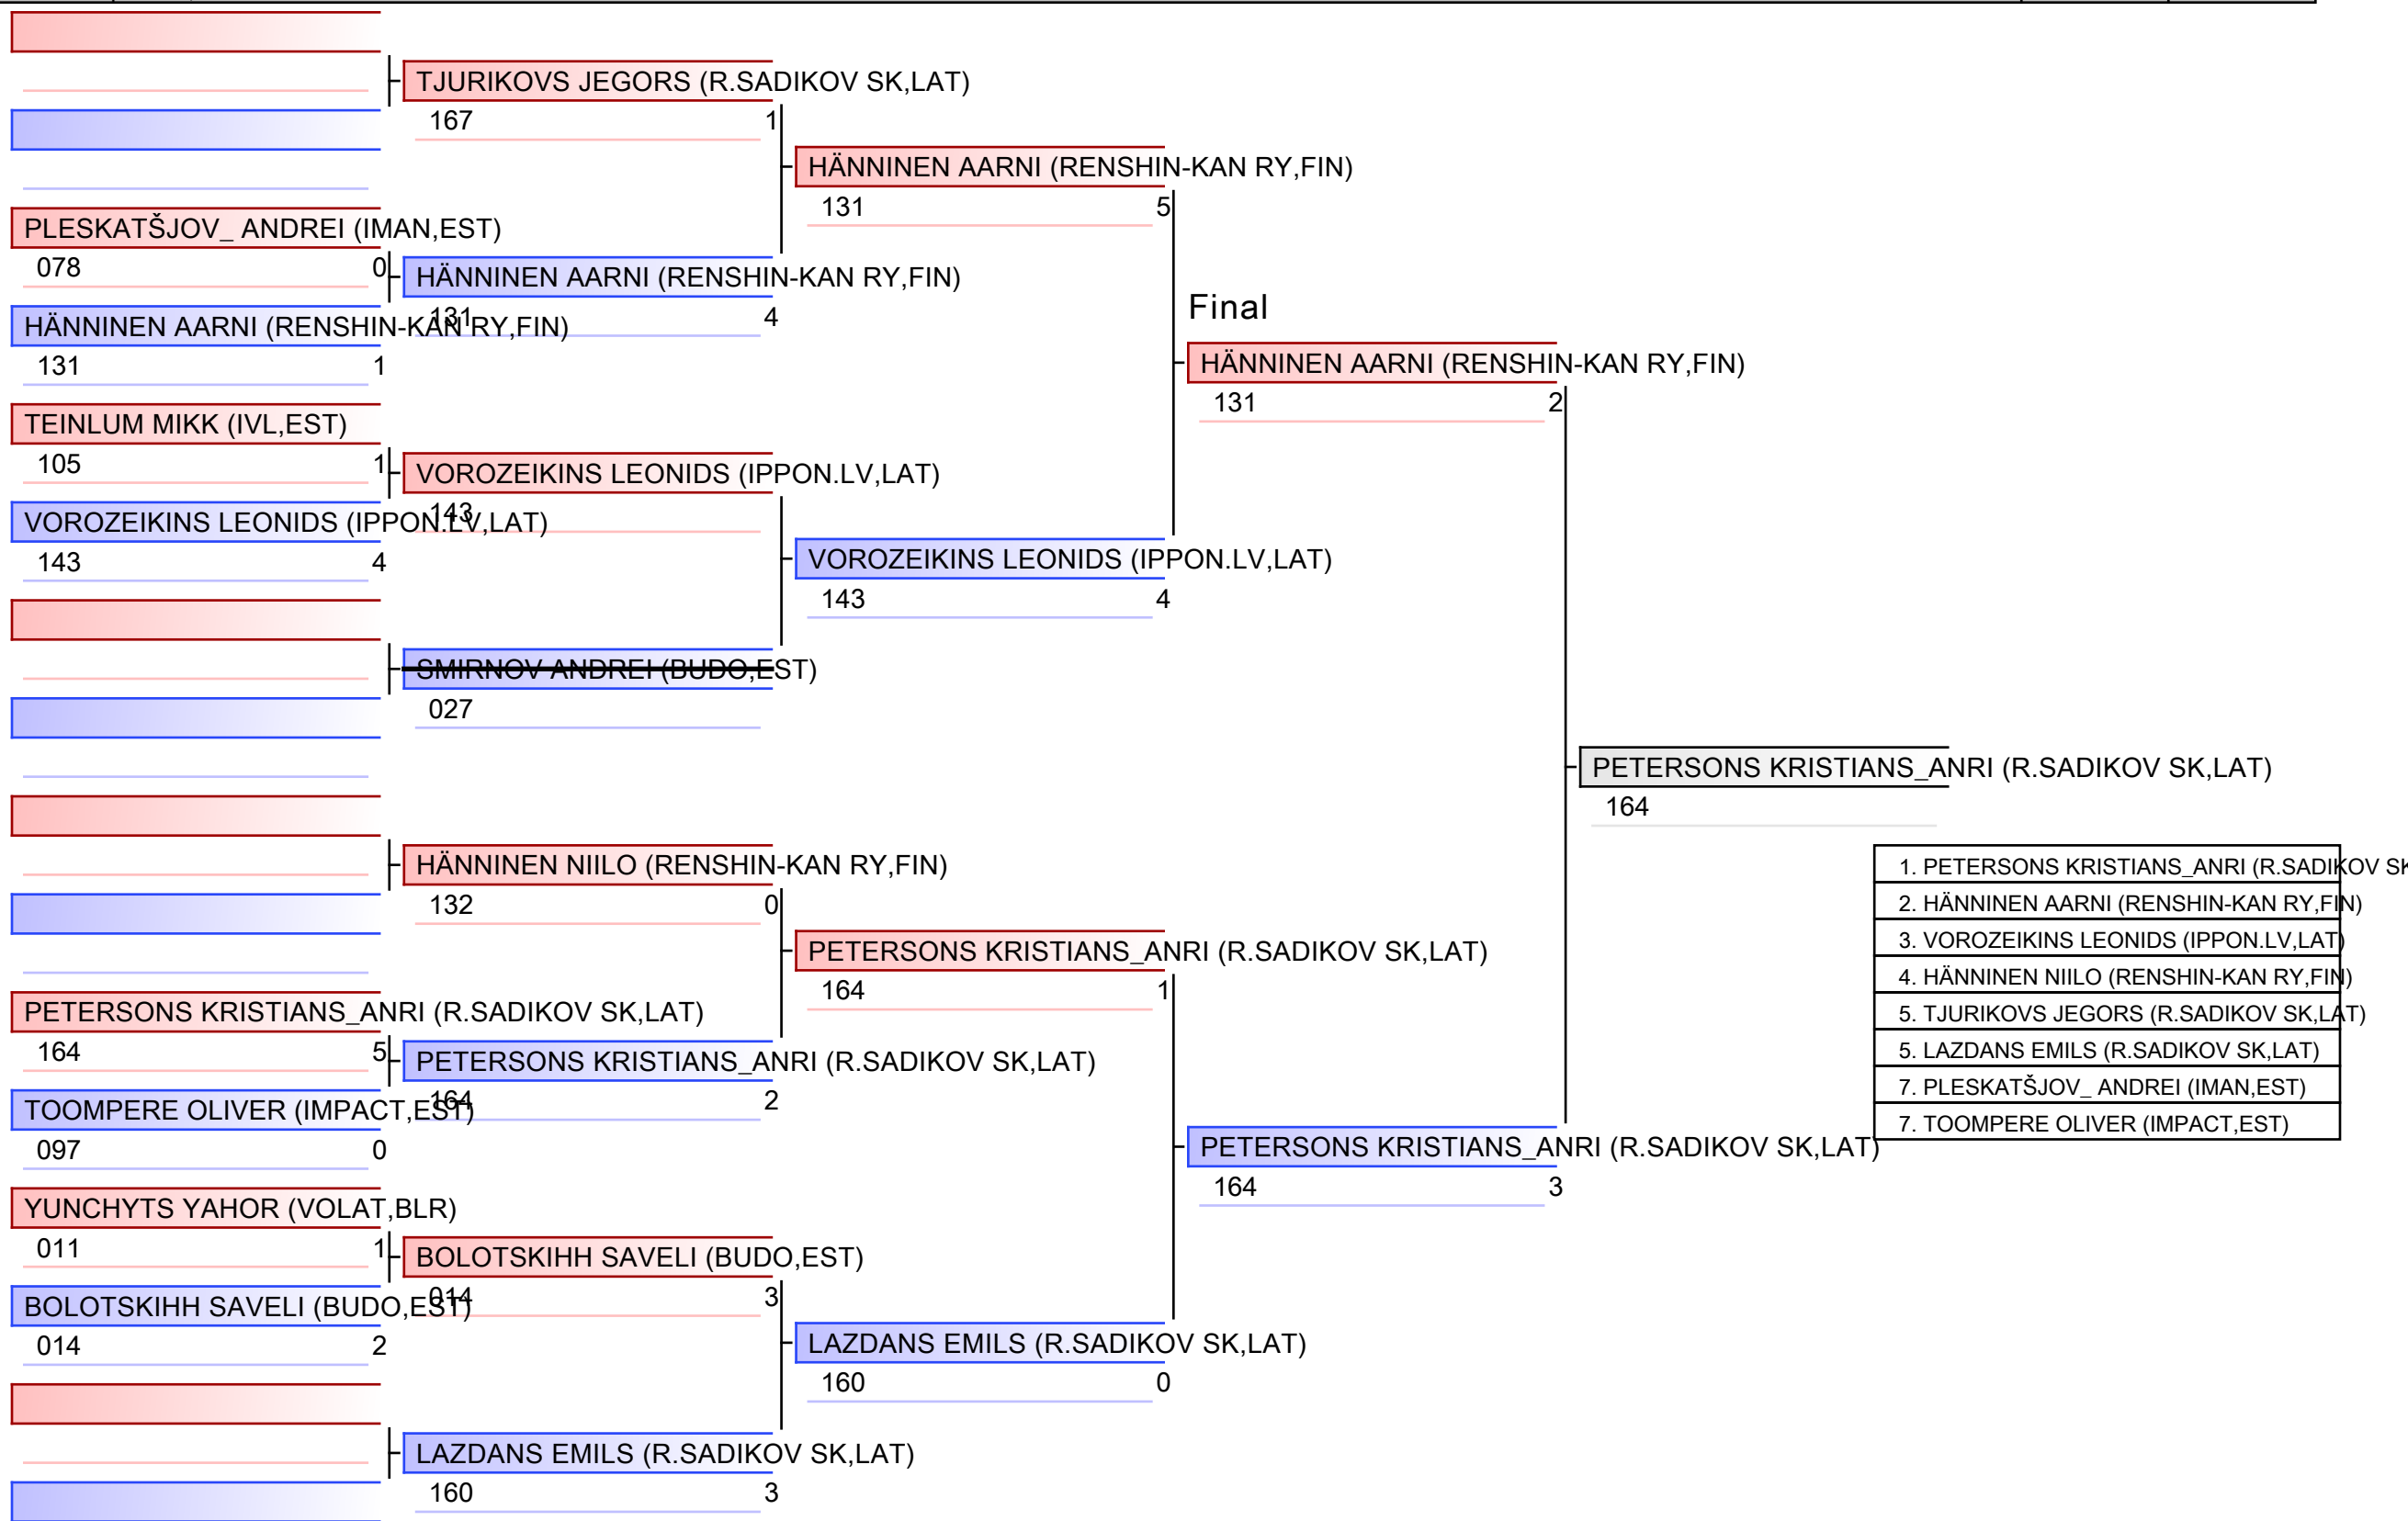 TJURIKOVS JEGORS (R.SADIKOV SK,LAT)
167 1
HÄNNINEN AARNI (RENSHIN-KAN RY,FIN)
131 5
PLESKATŠJOV_ ANDREI (IMAN,EST)
078 0
HÄNNINEN AARNI (RENSHIN-KAN RY,FIN)
131 4
HÄNNINEN AARNI (RENSHIN-KAN RY,FIN)
131 1
Final
HÄNNINEN AARNI (RENSHIN-KAN RY,FIN)
131 2
TEINLUM MIKK (IVL,EST)
105 1
VOROZEIKINS LEONIDS (IPPON.LV,LAT)
143
VOROZEIKINS LEONIDS (IPPON.LV,LAT)
143 4
VOROZEIKINS LEONIDS (IPPON.LV,LAT)
143 4
SMIRNOV ANDREI (BUDO,EST)
027
PETERSONS KRISTIANS_ANRI (R.SADIKOV SK,LAT)
164
HÄNNINEN NIILO (RENSHIN-KAN RY,FIN)
132 0
PETERSONS KRISTIANS_ANRI (R.SADIKOV SK,LAT)
164 1
PETERSONS KRISTIANS_ANRI (R.SADIKOV SK,LAT)
164 5
PETERSONS KRISTIANS_ANRI (R.SADIKOV SK,LAT)
164 2
TOOMPERE OLIVER (IMPACT,EST)
097 0
PETERSONS KRISTIANS_ANRI (R.SADIKOV SK,LAT)
164 3
YUNCHYTS YAHOR (VOLAT,BLR)
011 1
BOLOTSKIHH SAVELI (BUDO,EST)
014 3
BOLOTSKIHH SAVELI (BUDO,EST)
014 2
LAZDANS EMILS (R.SADIKOV SK,LAT)
160 0
LAZDANS EMILS (R.SADIKOV SK,LAT)
160 3
1. PETERSONS KRISTIANS_ANRI (R.SADIKOV SK
2. HÄNNINEN AARNI (RENSHIN-KAN RY,FIN)
3. VOROZEIKINS LEONIDS (IPPON.LV,LAT)
4. HÄNNINEN NIILO (RENSHIN-KAN RY,FIN)
5. TJURIKOVS JEGORS (R.SADIKOV SK,LAT)
5. LAZDANS EMILS (R.SADIKOV SK,LAT)
7. PLESKATŠJOV_ ANDREI (IMAN,EST)
7. TOOMPERE OLIVER (IMPACT,EST)